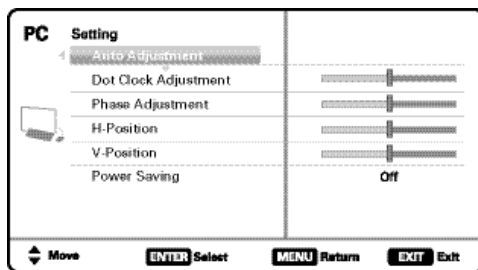 PC Setting
Auto Adjustment
Dot Clock Adjustment
Phase Adjustment
H-Position
V-Position
Power Saving Off
Move ENTER Select MENU Return EXIT Exit